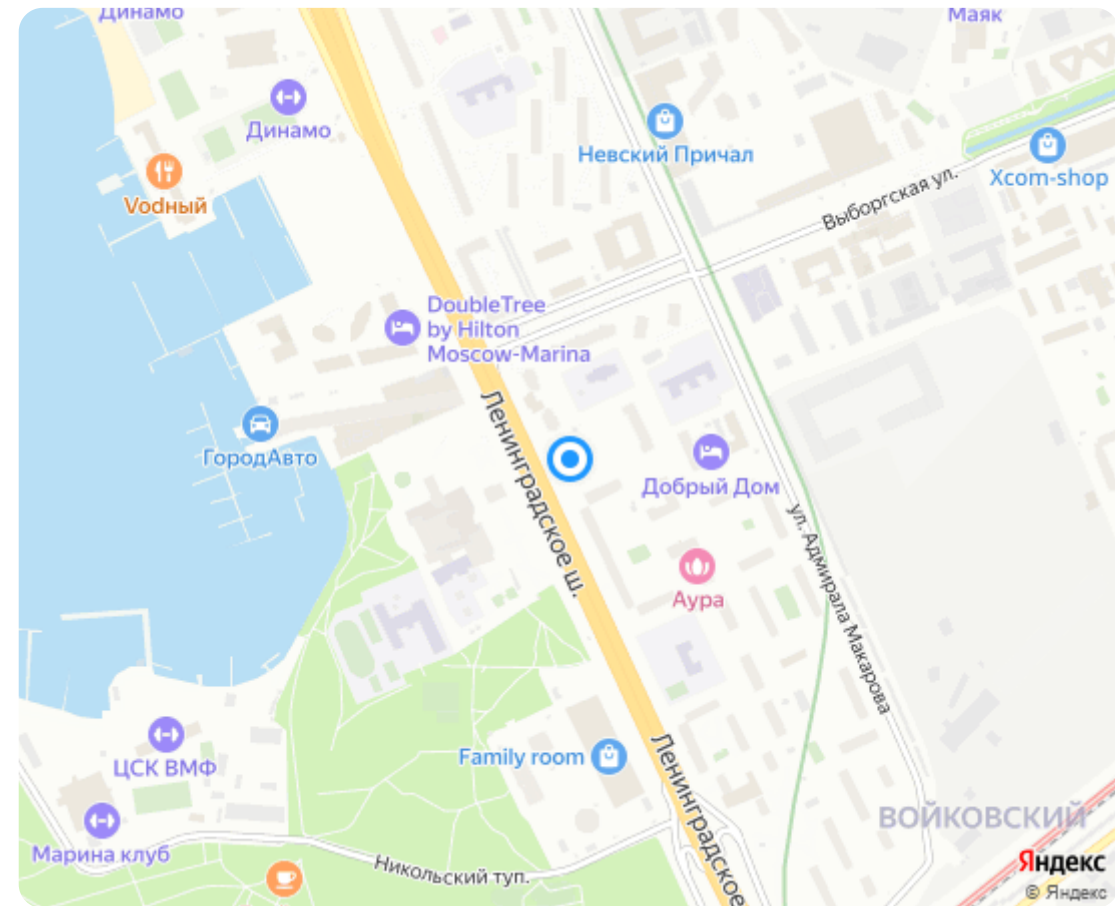 Динамо
Маяк
Динамо
Невский Причал
Xcom-shop
Vodный
Выборгская ул.
DoubleTree
by Hilton
Moscow-Marina
Ленинградское ш.
ГородАвто
Добрый Дом
ул. Адмирала Макарова
Аура
ЦСК ВМФ
Family room
Ленинградское
ВОЙКОВСКИЙ
Марина клуб
Никольский туп.
Яндекс
© Яндекс